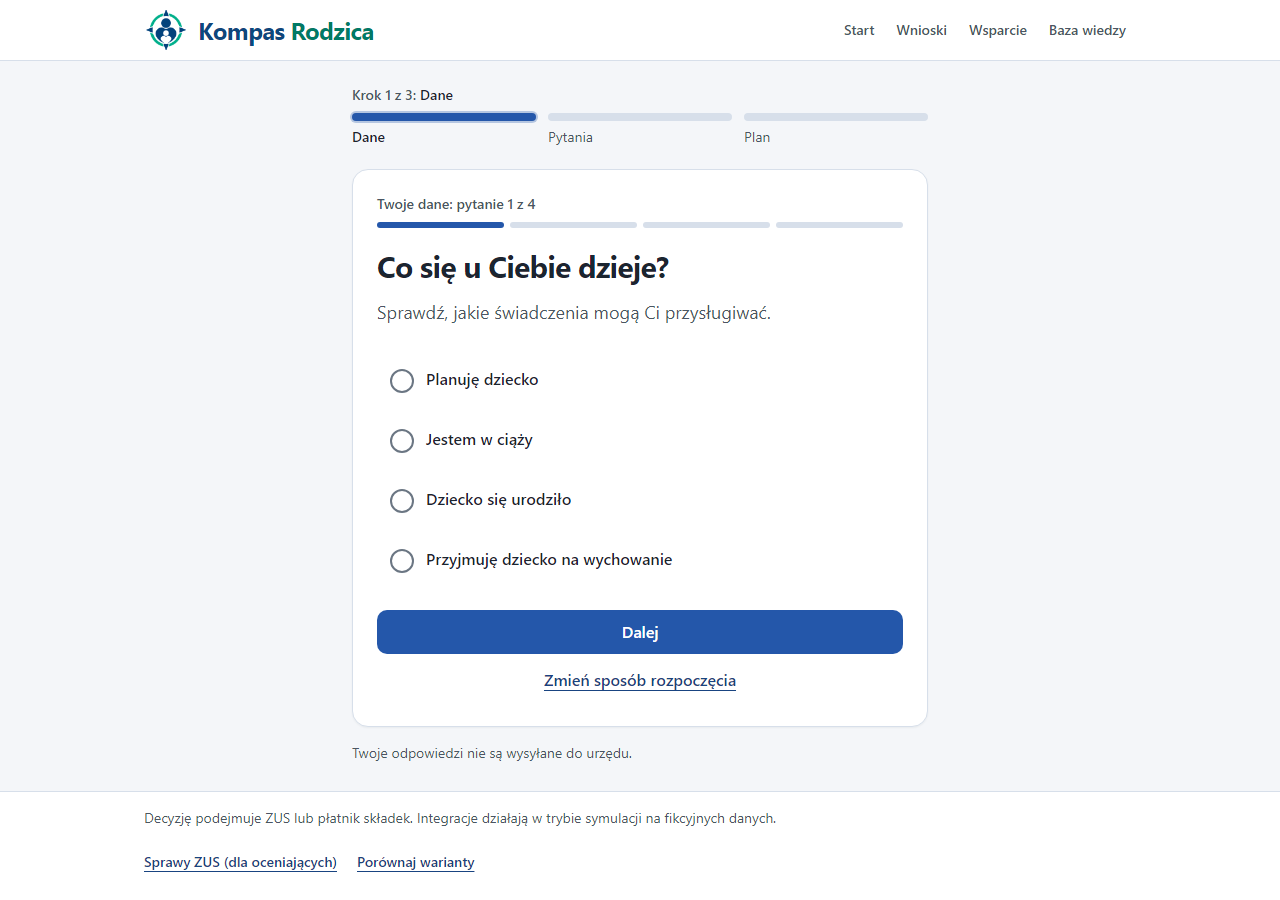 Kompas Rodzica
Start
Wnioski
Wsparcie
Baza wiedzy
Krok 1 z 3: Dane
Dane
Pytania
Plan
Twoje dane: pytanie 1 z 4
Co się u Ciebie dzieje?
Sprawdź, jakie świadczenia mogą Ci przysługiwać.
Planuję dziecko
Jestem w ciąży
Dziecko się urodziło
Przyjmuję dziecko na wychowanie
Dalej
Zmień sposób rozpoczęcia
Twoje odpowiedzi nie są wysyłane do urzędu.
Decyzję podejmuje ZUS lub płatnik składek. Integracje działają w trybie symulacji na fikcyjnych danych.
Sprawy ZUS (dla oceniających)
Porównaj warianty